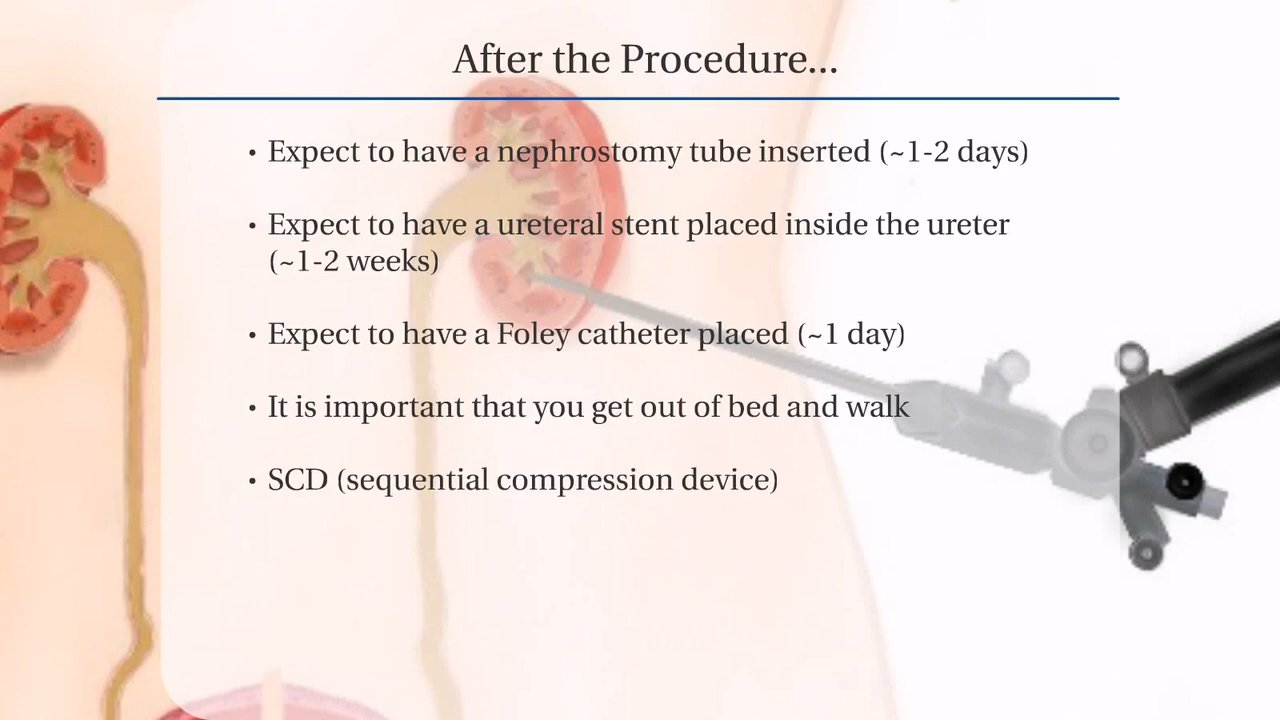 After the Procedure...
• Expect to have a nephrostomy tube inserted (~1-2 days)
• Expect to have a ureteral stent placed inside the ureter
(~1-2 weeks)
• Expect to have a Foley catheter placed (~1 day)
• It is important that you get out of bed and walk
• SCD (sequential compression device)